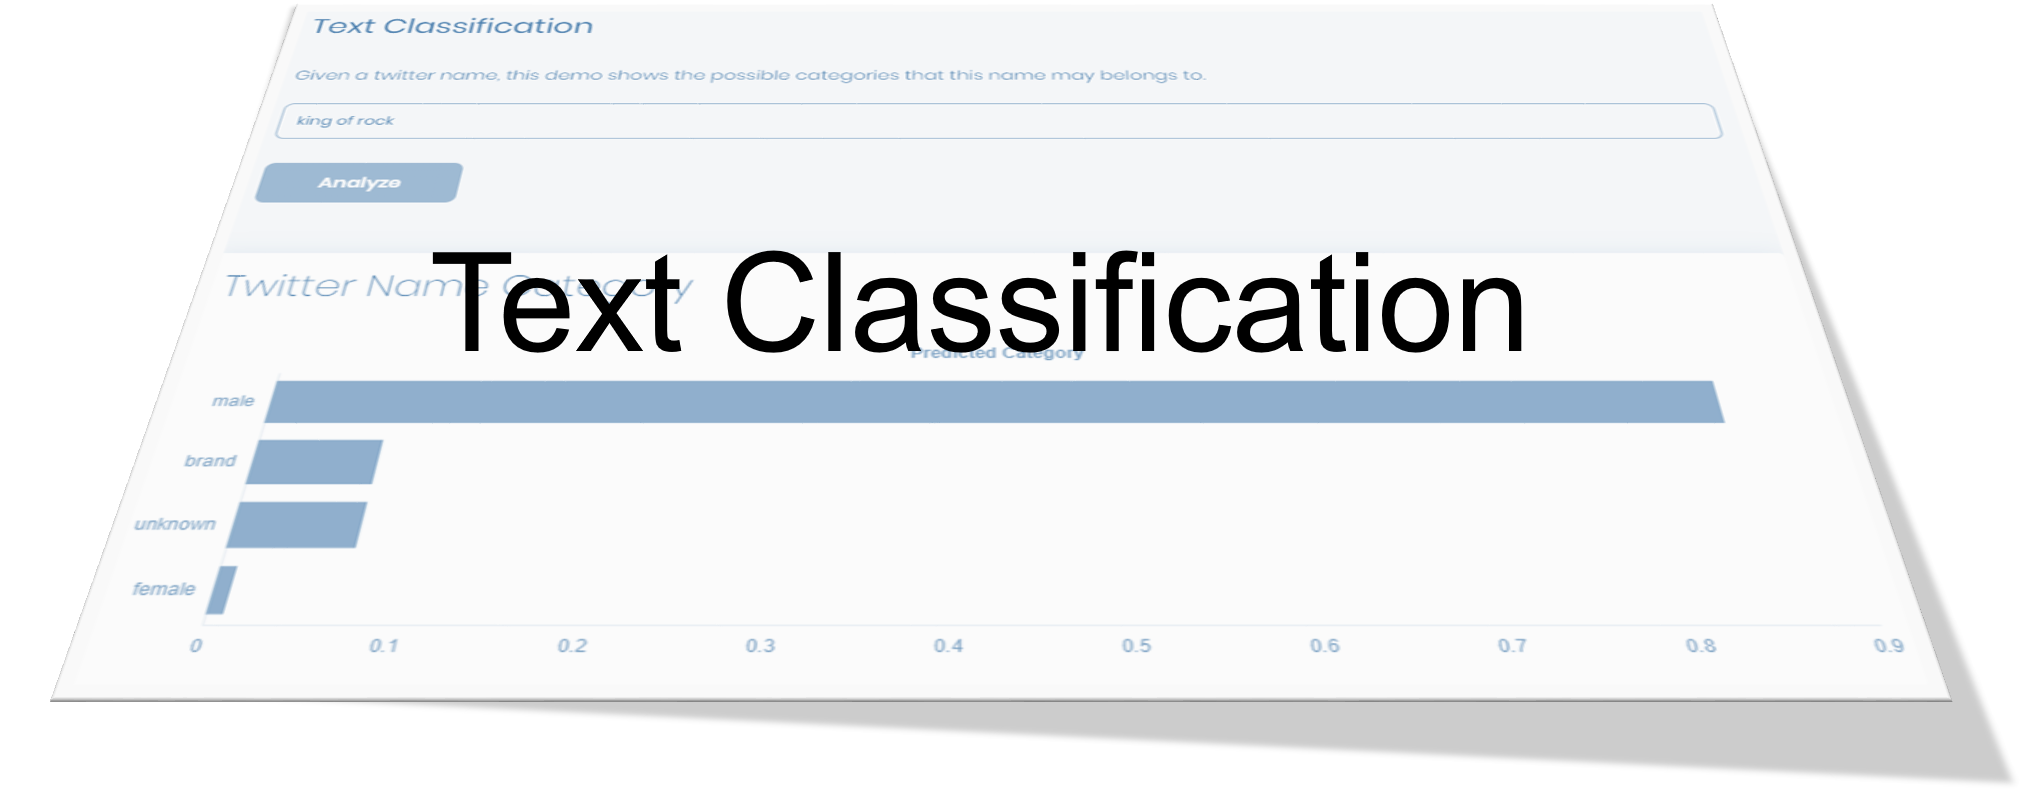 Text Classification
Given a twitter name, this demo shows the possible categories that this name may belongs to.
king of rock
Analyze
Twitter Name Category
Text Classification
Predicted Category
male
brand
unknown
female
0 0.1 0.2 0.3 0.4 0.5 0.6 0.7 0.8 0.9